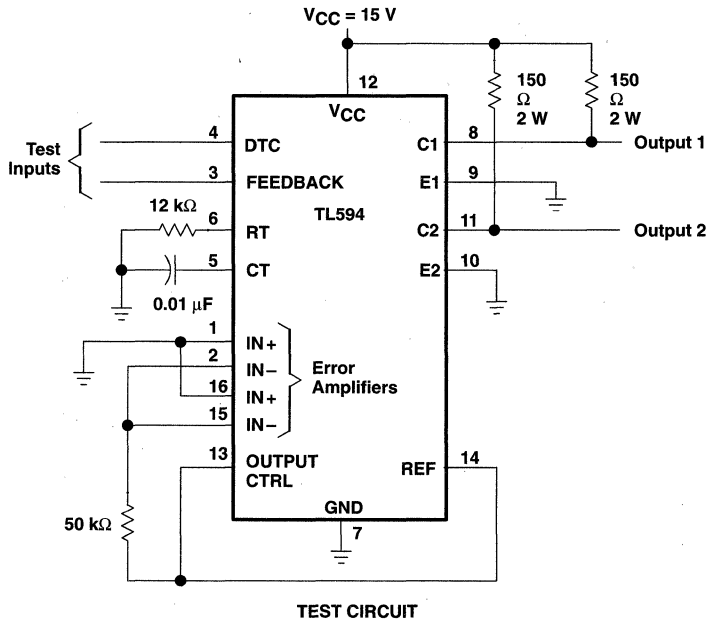 VCC = 15 V
12
VCC
150
Ω
2 W
150
Ω
2 W
Test
Inputs
4
DTC
C1
8
Output 1
3
FEEDBACK
E1
9
TL594
12 kΩ
6
RT
C2
11
Output 2
5
CT
E2
10
0.01 μF
1
IN+
2
IN−
16
IN+
15
IN−
Error
Amplifiers
13
OUTPUT
CTRL
REF
14
50 kΩ
GND
7
TEST CIRCUIT